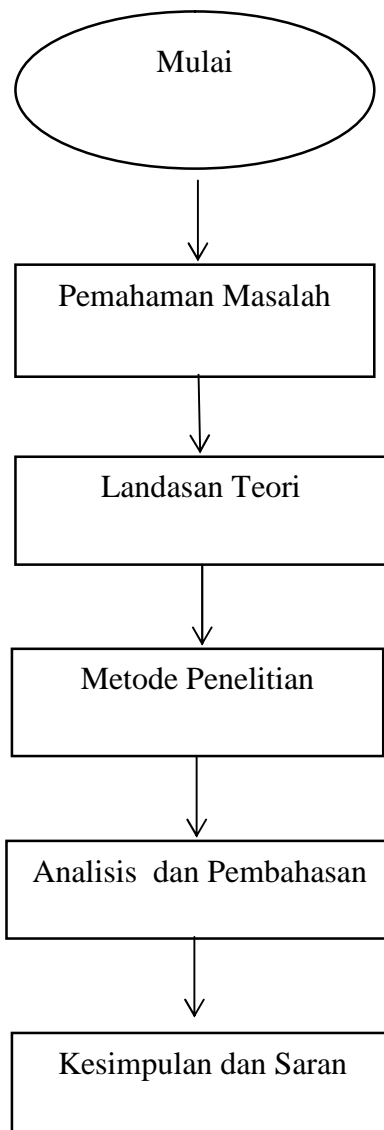 Mulai
Pemahaman Masalah
Landasan Teori
Metode Penelitian
Analisis  dan Pembahasan
Kesimpulan dan Saran